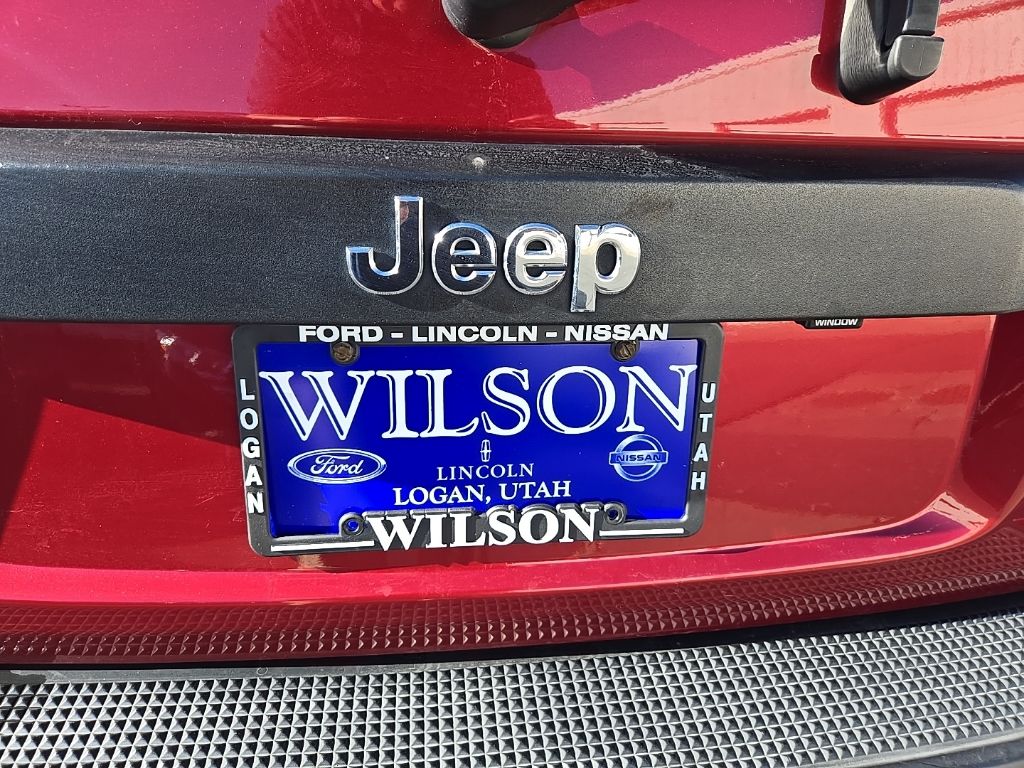 Jeep
WINDOW
FORD - LINCOLN - NISSAN
LOGAN
UTAH
WILSON
Ford
NISSAN
LINCOLN
LOGAN, UTAH
WILSON